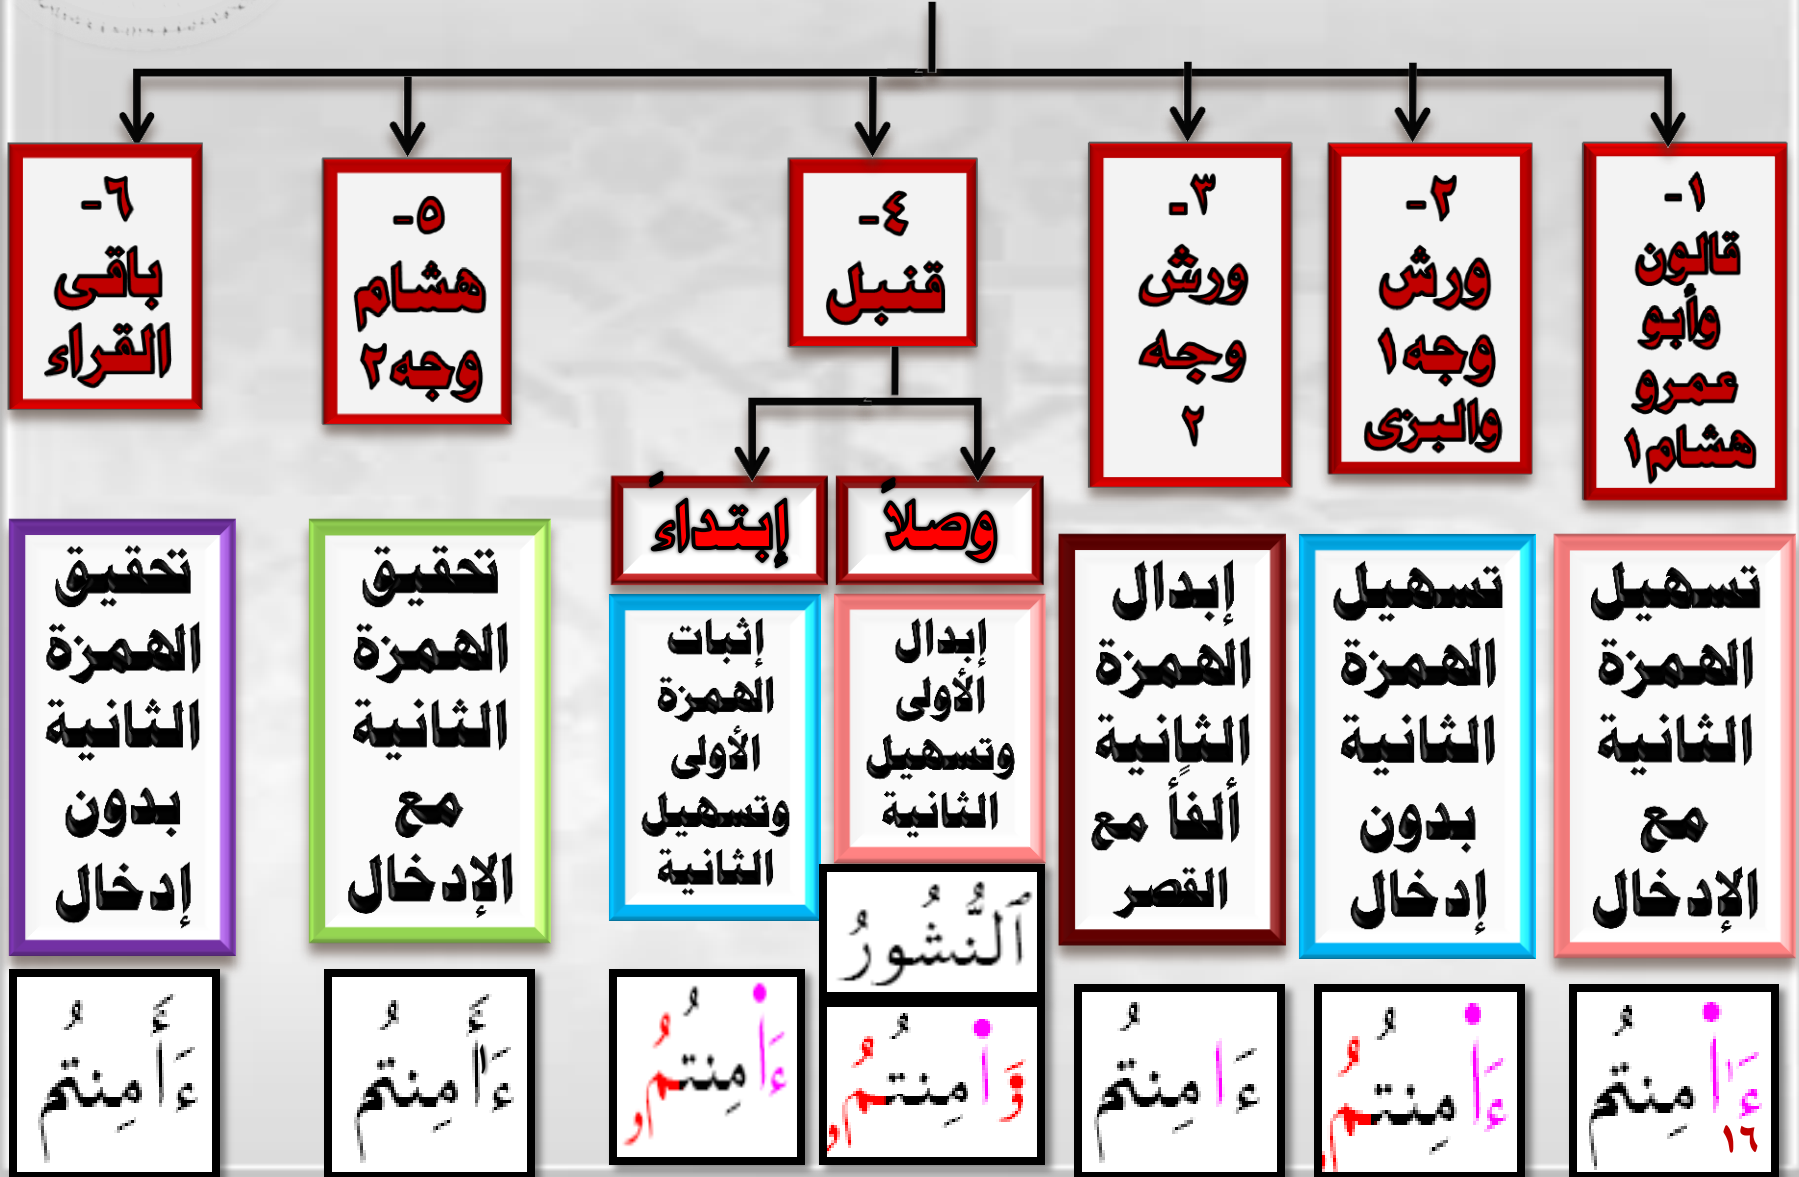 ١-
قالون
وأبو
عمرو
هشام١
٢-
ورش
وجه١
والبزى
٣-
ورش
وجه
٢
٤-
قنبل
٥-
هشام
وجه٢
٦-
باقى
القراء
وصلاً
إبتداءً
تسهيل
الهمزة
الثانية
مع
الإدخال
تسهيل
الهمزة
الثانية
بدون
إدخال
إبدال
الهمزة
الثانية
ألفاً مع
القصر
إبدال
الأولى
وتسهيل
الثانية
إثبات
الهمزة
الأولى
وتسهيل
الثانية
تحقيق
الهمزة
الثانية
مع
الإدخال
تحقيق
الهمزة
الثانية
بدون
إدخال
ءَٰا۬مِنتُم
١٦
ءَا۬مِنتُمُۥ
ءَامِنتُم
ٱلنُّشُورُ
وَا۬مِنتُمُۥ
ءَا۬مِنتُمُۥ
ءَٰأَمِنتُم
ءَأَمِنتُم